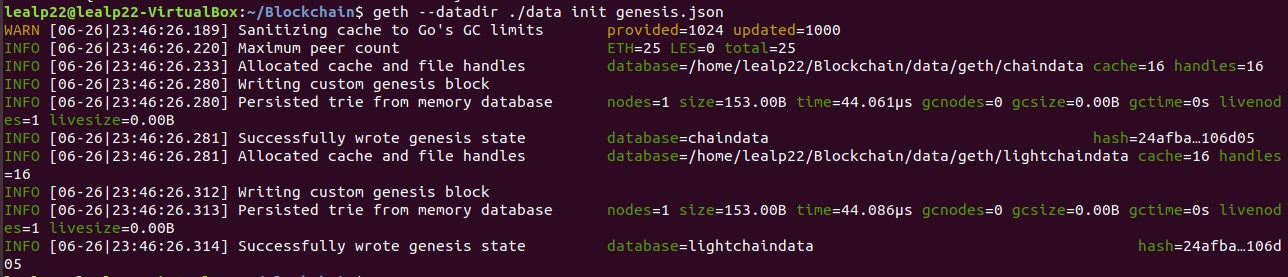 lealp22@lealp22-VirtualBox:~/Blockchain$ geth --datadir ./data init genesis.json
WARN [06-26|23:46:26.189] Sanitizing cache to Go's GC limits provided=1024 updated=1000
INFO [06-26|23:46:26.220] Maximum peer count ETH=25 LES=0 total=25
INFO [06-26|23:46:26.233] Allocated cache and file handles database=/home/lealp22/Blockchain/data/geth/chaindata cache=16 handles=16
INFO [06-26|23:46:26.280] Writing custom genesis block
INFO [06-26|23:46:26.280] Persisted trie from memory database nodes=1 size=153.00B time=44.061µs gcnodes=0 gcsize=0.00B gctime=0s livenod
es=1 livesize=0.00B
INFO [06-26|23:46:26.281] Successfully wrote genesis state database=chaindata hash=24afba…106d05
INFO [06-26|23:46:26.281] Allocated cache and file handles database=/home/lealp22/Blockchain/data/geth/lightchaindata cache=16 handles
=16
INFO [06-26|23:46:26.312] Writing custom genesis block
INFO [06-26|23:46:26.313] Persisted trie from memory database nodes=1 size=153.00B time=44.086µs gcnodes=0 gcsize=0.00B gctime=0s livenod
es=1 livesize=0.00B
INFO [06-26|23:46:26.314] Successfully wrote genesis state database=lightchaindata hash=24afba…106d
05